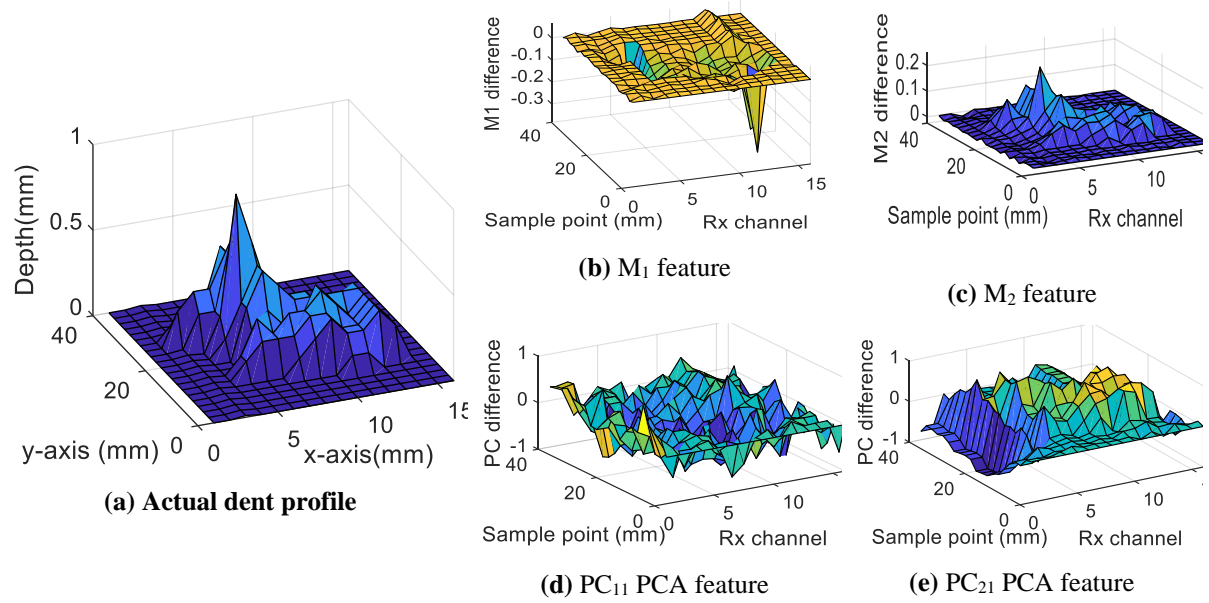 1
0.5
0
Depth(mm)
40
20
0
y-axis (mm)
0
5
10
15
x-axis(mm)
(a) Actual dent profile
0
-0.1
-0.2
-0.3
M1 difference
40
20
0
Sample point (mm)
0
5
10
15
Rx channel
(b) M₁ feature
0.2
0.1
0
M2 difference
40
20
0
Sample point (mm)
0
5
10
Rx channel
(c) M₂ feature
1
0
-1
PC difference
40
20
0
Sample point (mm)
0
5
10
Rx channel
(d) PC₁₁ PCA feature
1
0
-1
PC difference
40
20
0
Sample point (mm)
0
5
10
Rx channel
(e) PC₂₁ PCA feature